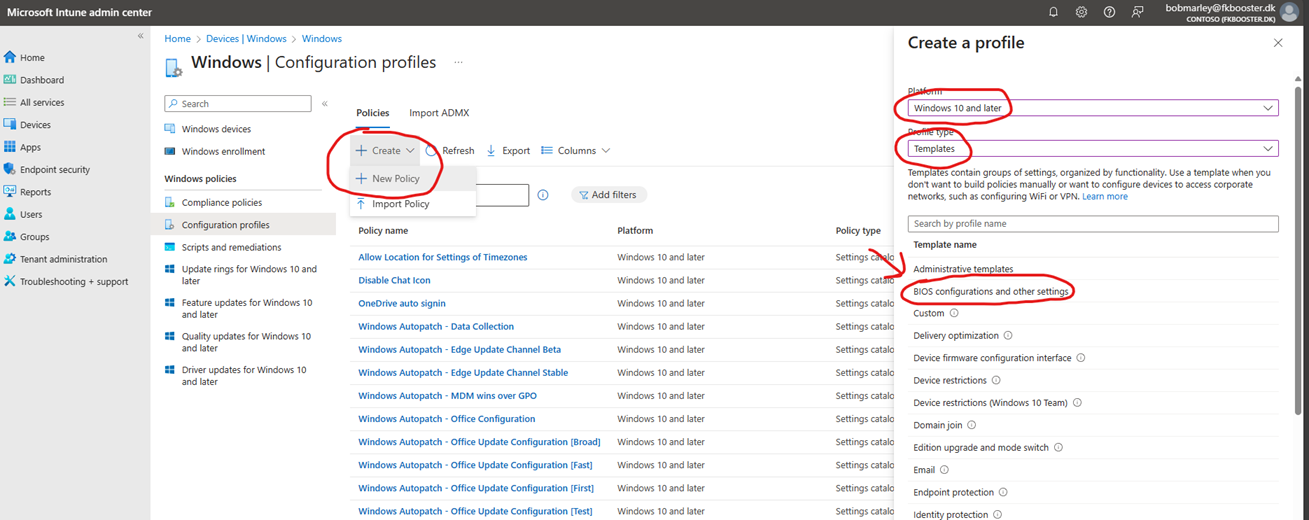 Microsoft Intune admin center
bobmarley@fkbooster.dk
CONTOSO (FKBOOSTER.DK)
Home
Dashboard
All services
Devices
Apps
Endpoint security
Reports
Users
Groups
Tenant administration
Troubleshooting + support
Home > Devices | Windows > Windows
Windows | Configuration profiles
Search
Windows devices
Windows enrollment
Windows policies
Compliance policies
Configuration profiles
Scripts and remediations
Update rings for Windows 10 and
later
Feature updates for Windows 10
and later
Quality updates for Windows 10
and later
Driver updates for Windows 10
and later
Policies Import ADMX
Create Refresh Export Columns
New Policy
Import Policy
Add filters
Policy name Platform Policy type
Allow Location for Settings of Timezones Windows 10 and later Settings catalo
Disable Chat Icon Windows 10 and later Settings catalo
OneDrive auto signin Windows 10 and later Settings catalo
Windows Autopatch - Data Collection Windows 10 and later Settings catalo
Windows Autopatch - Edge Update Channel Beta Windows 10 and later Settings catalo
Windows Autopatch - Edge Update Channel Stable Windows 10 and later Settings catalo
Windows Autopatch - MDM wins over GPO Windows 10 and later Settings catalo
Windows Autopatch - Office Configuration Windows 10 and later Settings catalo
Windows Autopatch - Office Update Configuration [Broad] Windows 10 and later Settings catalo
Windows Autopatch - Office Update Configuration [Fast] Windows 10 and later Settings catalo
Windows Autopatch - Office Update Configuration [First] Windows 10 and later Settings catalo
Windows Autopatch - Office Update Configuration [Test] Windows 10 and later Settings catalo
Create a profile
Platform
Windows 10 and later
Profile type
Templates
Templates contain groups of settings, organized by functionality. Use a template when you
don't want to build policies manually or want to configure devices to access corporate
networks, such as configuring WiFi or VPN. Learn more
Search by profile name
Template name
Administrative templates
BIOS configurations and other settings
Custom
Delivery optimization
Device firmware configuration interface
Device restrictions
Device restrictions (Windows 10 Team)
Domain join
Edition upgrade and mode switch
Email
Endpoint protection
Identity protection